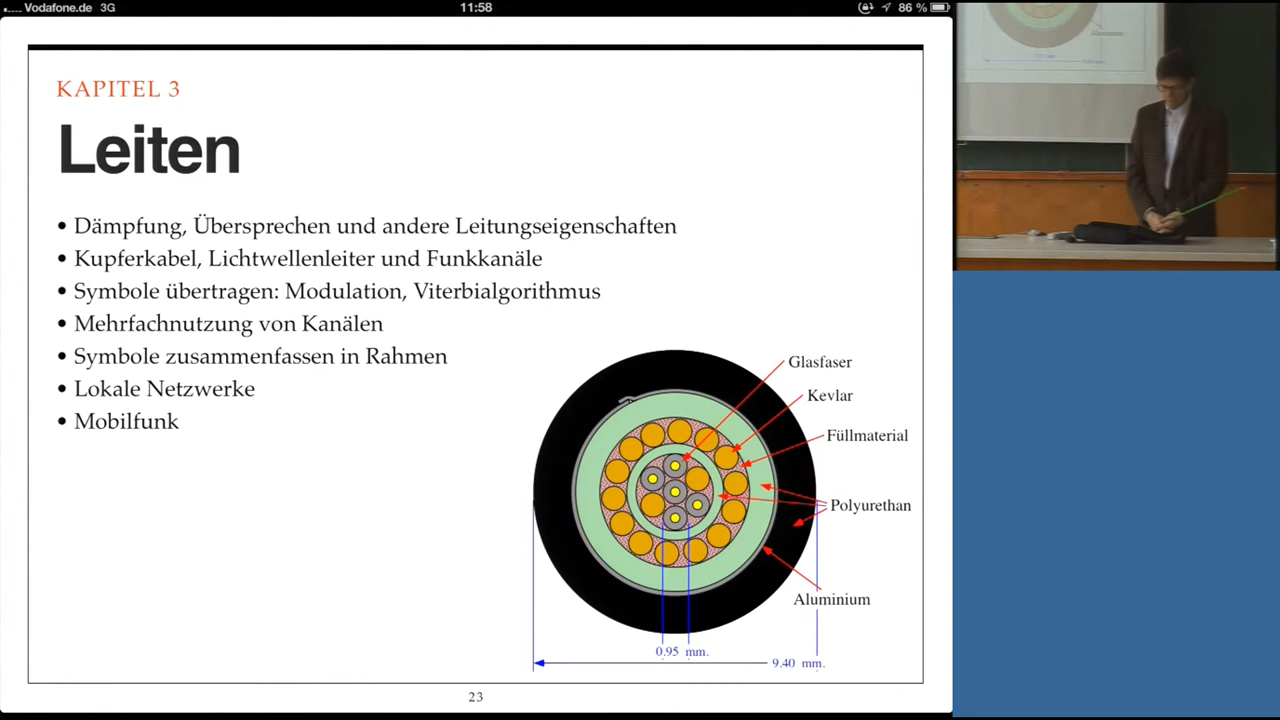 Vodafone.de 3G 11:58 86 %
KAPITEL 3
Leiten
• Dämpfung, Übersprechen und andere Leitungseigenschaften
• Kupferkabel, Lichtwellenleiter und Funkkanäle
• Symbole übertragen: Modulation, Viterbialgorithmus
• Mehrfachnutzung von Kanälen
• Symbole zusammenfassen in Rahmen
• Lokale Netzwerke
• Mobilfunk
Glasfaser
Kevlar
Füllmaterial
Polyurethan
Aluminium
0.95 mm.
9.40 mm.
23